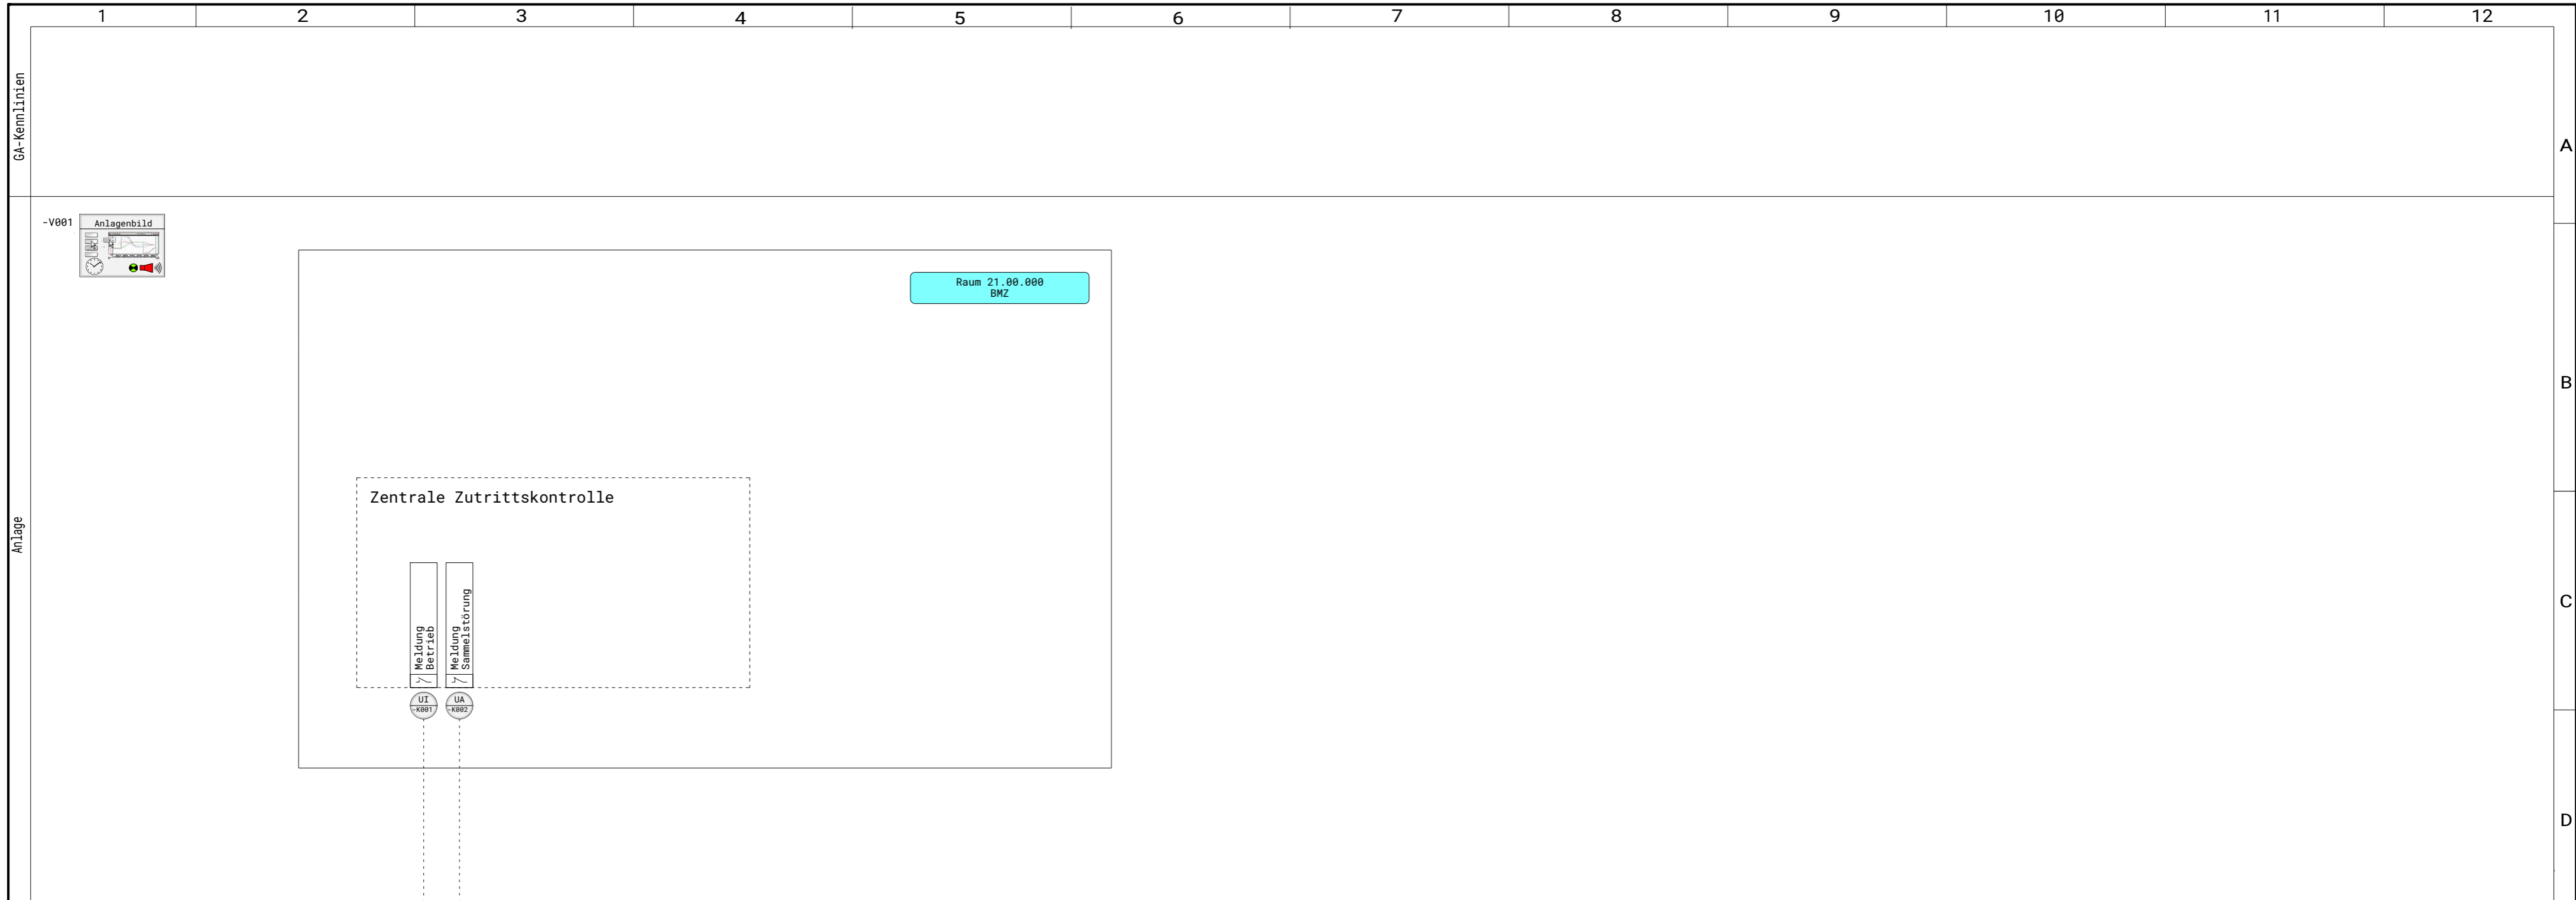 1 2 3 4 5 6 7 8 9 10 11 12
GA-Kennlinien
A
-V001
Anlagenbild
Raum 21.00.000
BMZ
B
Zentrale Zutrittskontrolle
Anlage
Meldung
Betrieb
Meldung
Sammelstörung
C
UI
-K001
UA
-K002
D